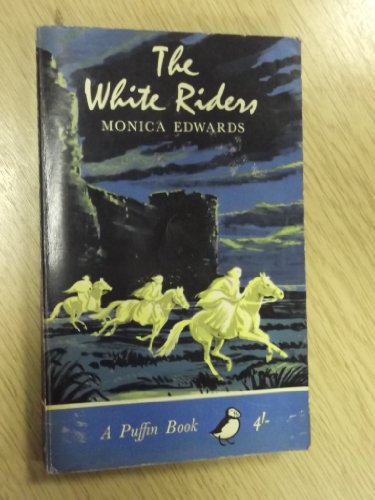 The
White Riders
MONICA EDWARDS
A Puffin Book 4/-